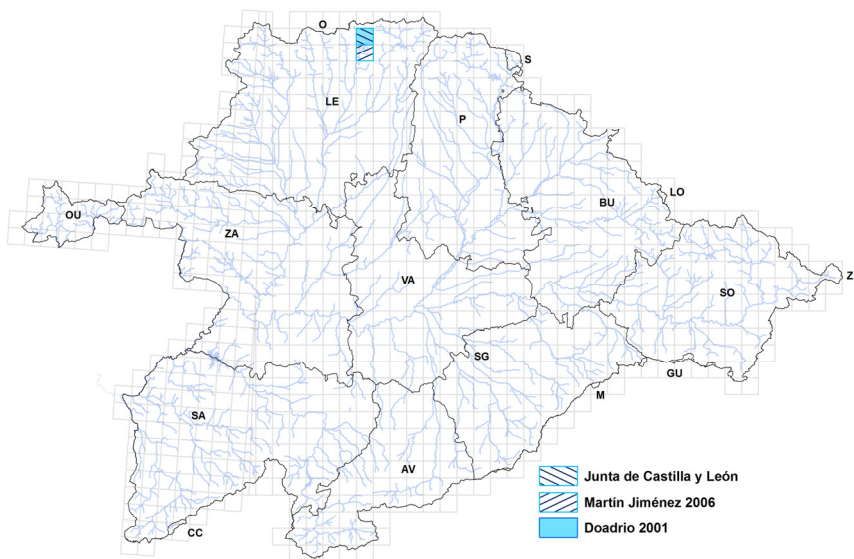 O
S
LE
P
LO
OU
BU
ZA
Z
VA
SO
SG
GU
M
SA
AV
CC
Junta de Castilla y León
Martín Jiménez 2006
Doadrio 2001